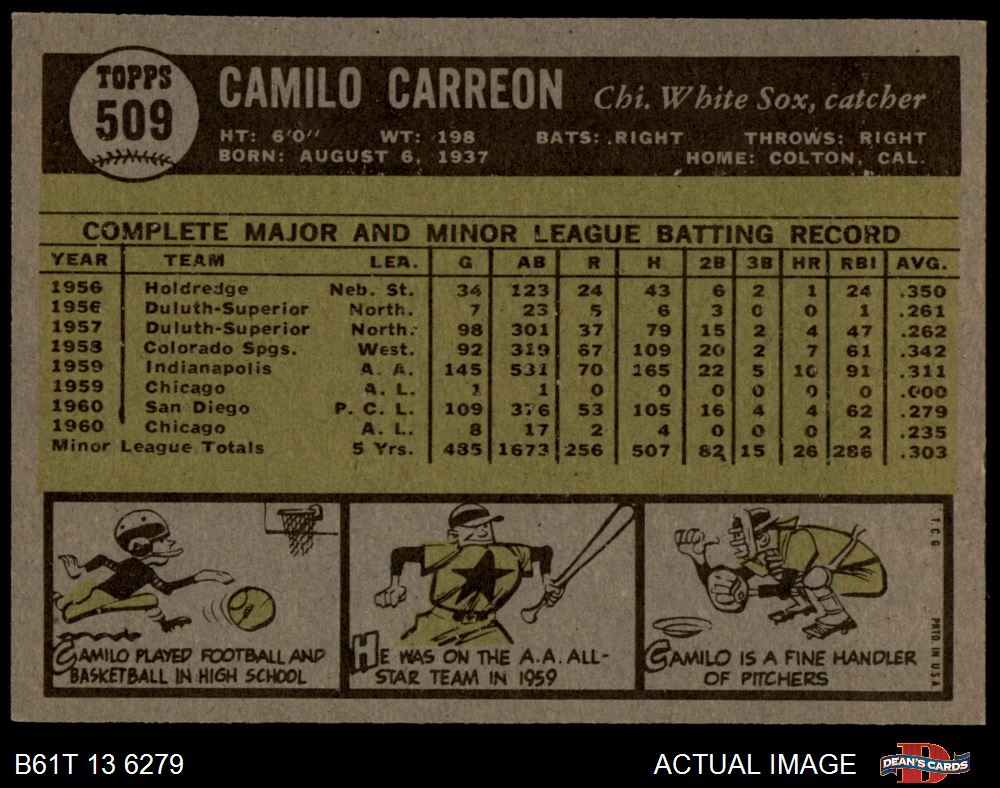 TOPPS
509
CAMILO CARREON Chi. White Sox, catcher
HT: 6'0" WT: 198 BATS: RIGHT THROWS: RIGHT
BORN: AUGUST 6, 1937 HOME: COLTON, CAL.
COMPLETE MAJOR AND MINOR LEAGUE BATTING RECORD
YEAR TEAM LEA. G AB R H 2B 3B HR RBI AVG.
1956 Holdredge Neb. St. 34 123 24 43 6 2 1 24 .350
1956 Duluth-Superior North. 7 23 5 6 3 0 0 1 .261
1957 Duluth-Superior North. 98 301 37 79 15 2 4 47 .262
1958 Colorado Spgs. West. 92 319 67 109 20 2 7 61 .342
1959 Indianapolis A. A. 145 531 70 165 22 5 10 91 .311
1959 Chicago A. L. 1 1 0 0 0 0 0 0 .000
1960 San Diego P. C. L. 109 376 53 105 16 4 4 62 .279
1960 Chicago A. L. 8 17 2 4 0 0 0 2 .235
Minor League Totals 5 Yrs. 485 1673 256 507 82 15 26 286 .303
CAMILO PLAYED FOOTBALL AND
BASKETBALL IN HIGH SCHOOL
HE WAS ON THE A.A. ALL-
STAR TEAM IN 1959
CAMILO IS A FINE HANDLER
OF PITCHERS
T.C.G.
PRTD. IN U.S.A.
B61T 13 6279
ACTUAL IMAGE
DEAN'S CARDS